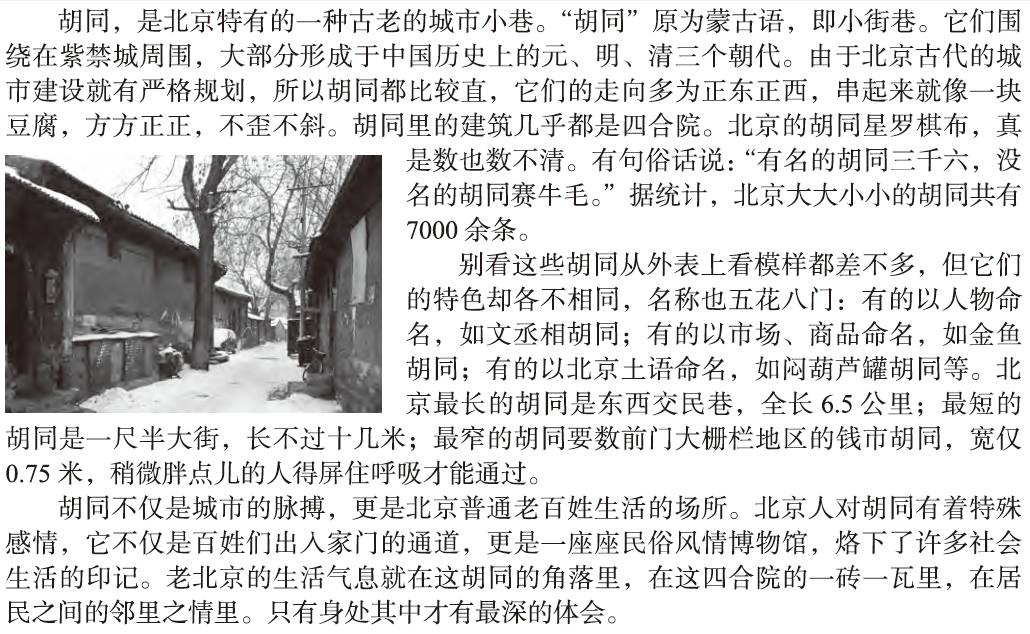 胡同，是北京特有的一种古老的城市小巷。“胡同”原为蒙古语，即小街巷。它们围
绕在紫禁城周围，大部分形成于中国历史上的元、明、清三个朝代。由于北京古代的城
市建设就有严格规划，所以胡同都比较直，它们的走向多为正东正西，串起来就像一块
豆腐，方方正正，不歪不斜。胡同里的建筑几乎都是四合院。北京的胡同星罗棋布，真
是数也数不清。有句俗话说：“有名的胡同三千六，没
名的胡同赛牛毛。”据统计，北京大大小小的胡同共有
7000 余条。
别看这些胡同从外表上看模样都差不多，但它们
的特色却各不相同，名称也五花八门：有的以人物命
名，如文丞相胡同；有的以市场、商品命名，如金鱼
胡同；有的以北京土语命名，如闷葫芦罐胡同等。北
京最长的胡同是东西交民巷，全长 6.5 公里；最短的
胡同是一尺半大街，长不过十几米；最窄的胡同要数前门大栅栏地区的钱市胡同，宽仅
0.75 米，稍微胖点儿的人得屏住呼吸才能通过。
胡同不仅是城市的脉搏，更是北京普通老百姓生活的场所。北京人对胡同有着特殊
感情，它不仅是百姓们出入家门的通道，更是一座座民俗风情博物馆，烙下了许多社会
生活的印记。老北京的生活气息就在这胡同的角落里，在这四合院的一砖一瓦里，在居
民之间的邻里之情里。只有身处其中才有最深的体会。